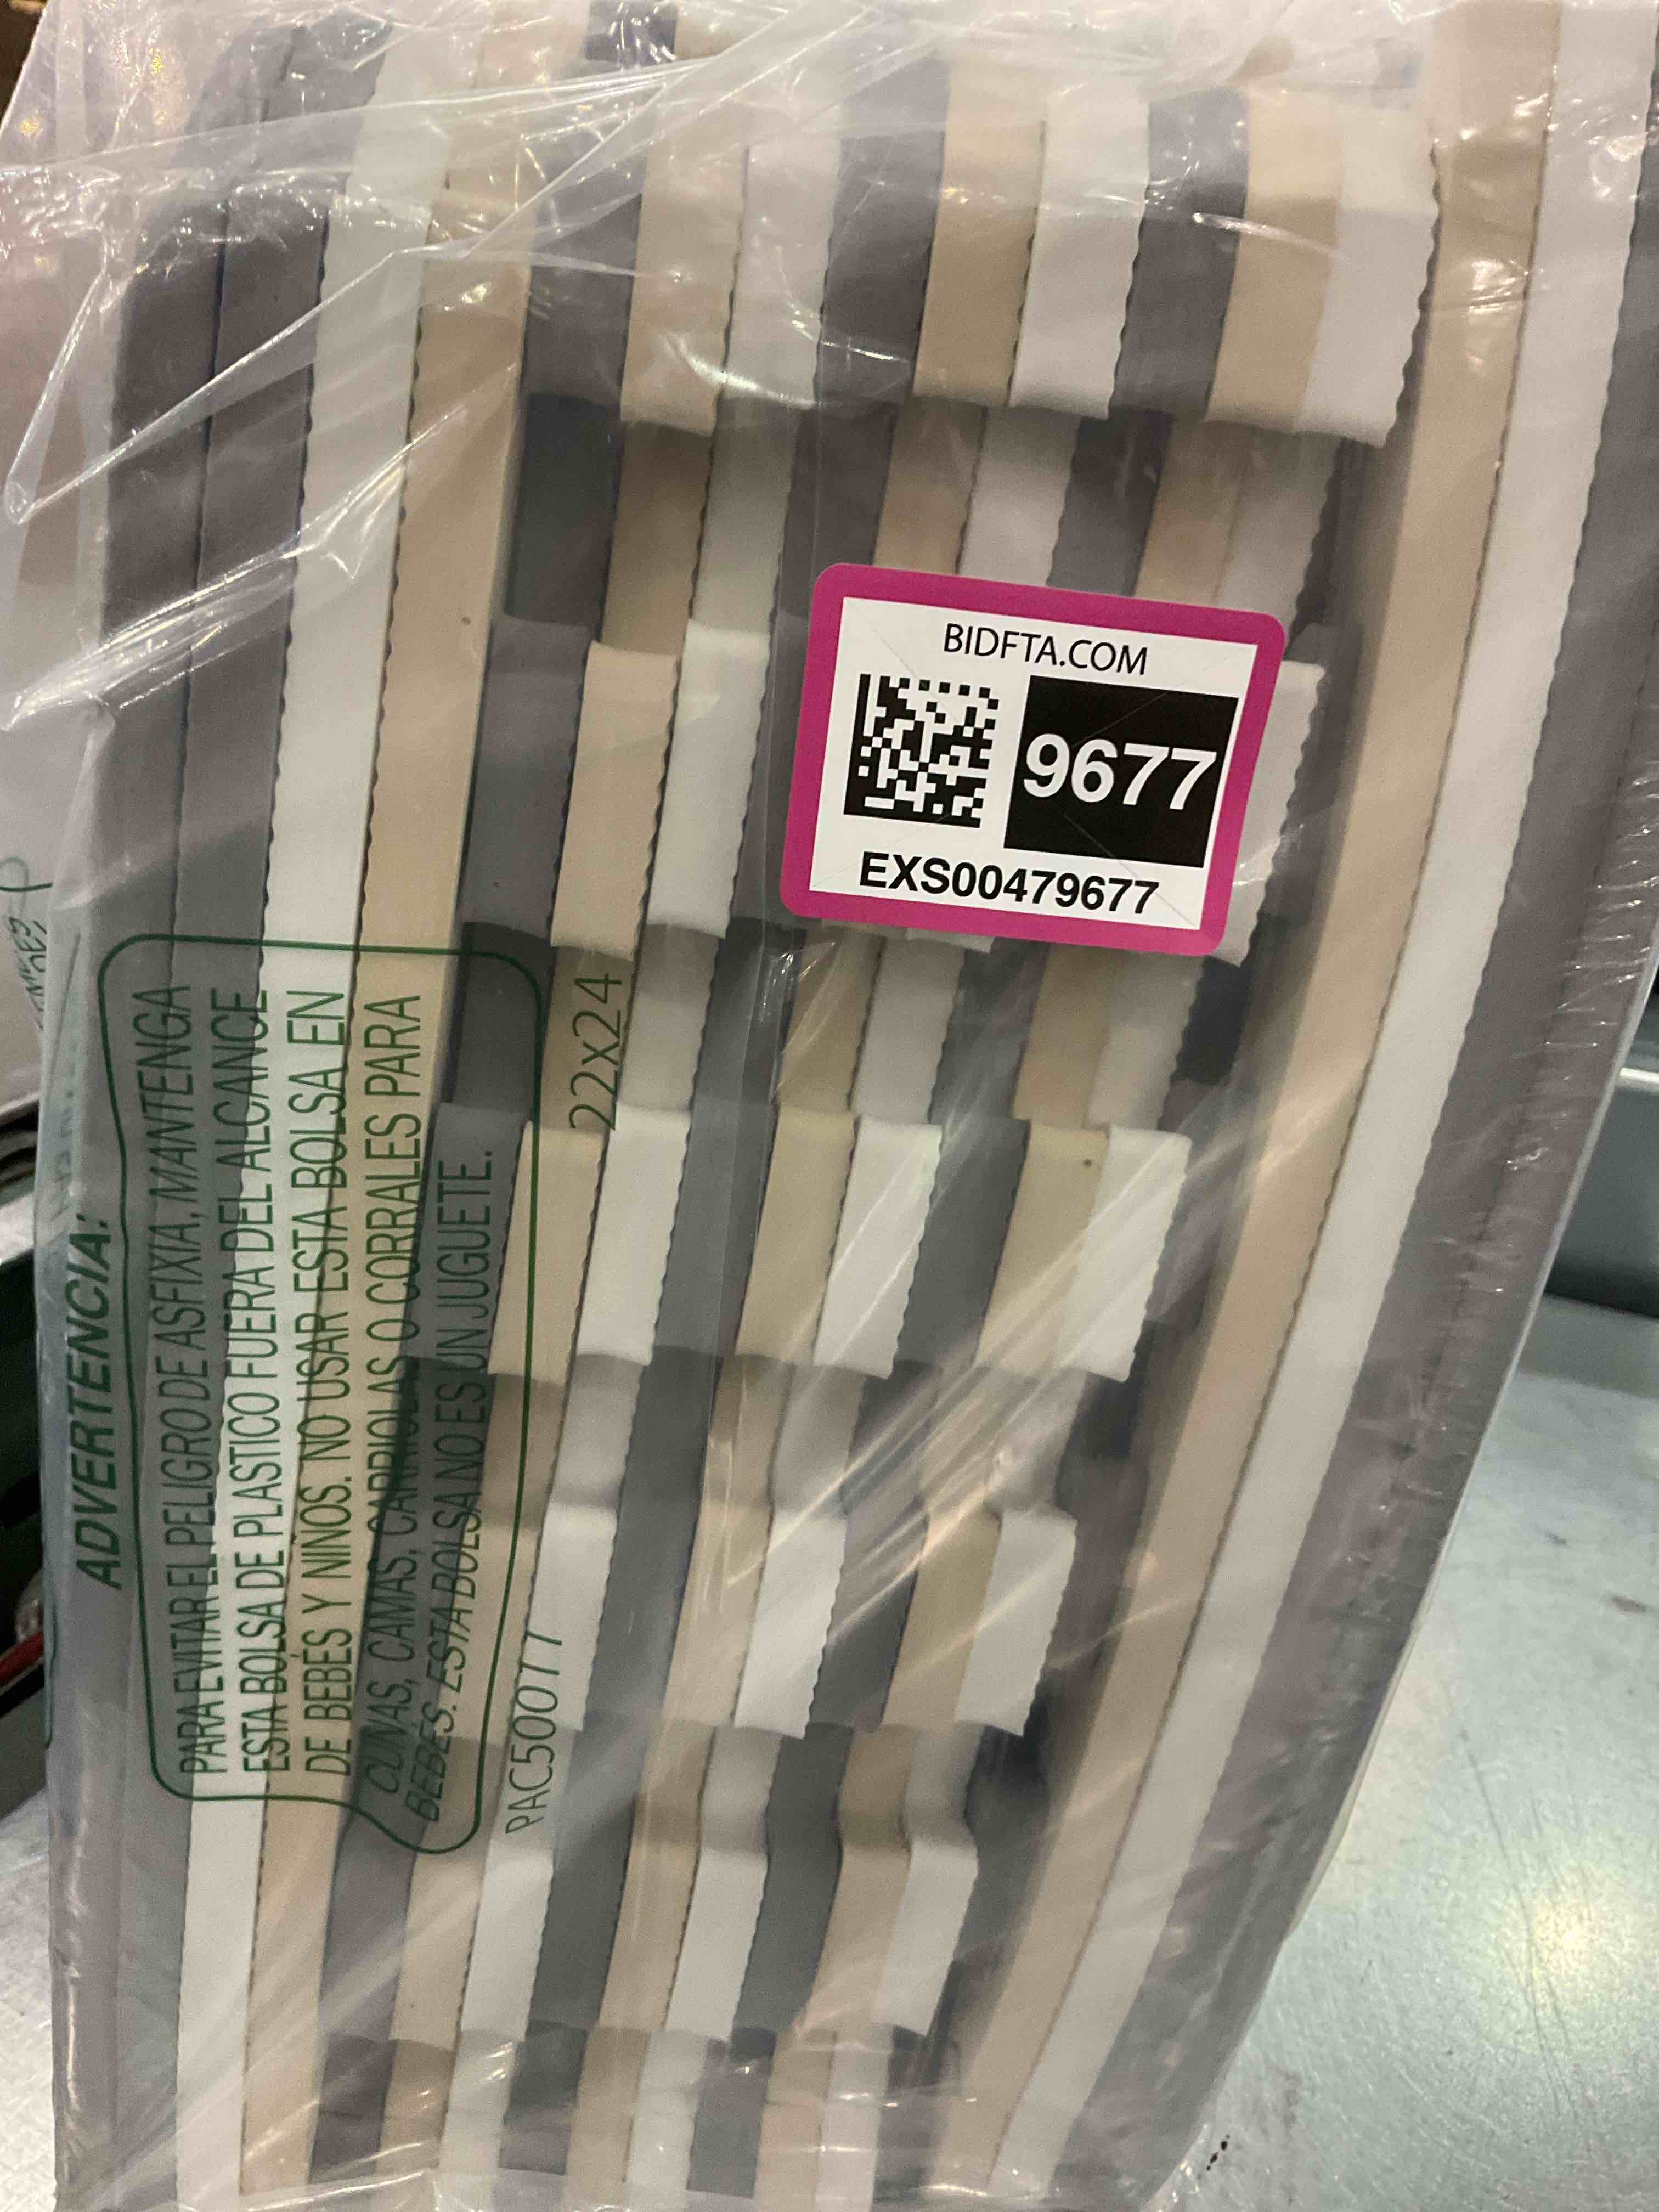 BIDFTA.COM
9677
EXS00479677
ADVERTENCIA:
PARA EVITAR EL PELIGRO DE ASFIXIA, MANTENGA
ESTA BOLSA DE PLASTICO FUERA DEL ALCANCE
DE BEBÉS Y NIÑOS. NO USAR ESTA BOLSA EN
CUNAS, CAMAS, CARRIOLAS O CORRALES PARA
BEBÉS. ESTA BOLSA NO ES UN JUGUETE.
PAC50077
22x24